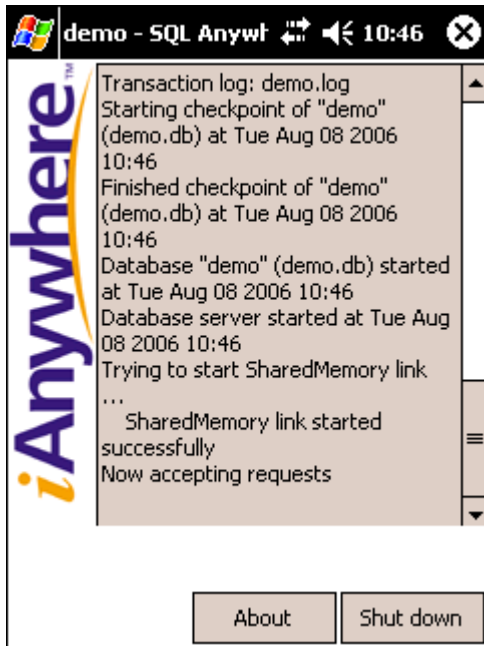 demo - SQL Anywh 10:46
iAnywhere™
Transaction log: demo.log
Starting checkpoint of "demo"
(demo.db) at Tue Aug 08 2006
10:46
Finished checkpoint of "demo"
(demo.db) at Tue Aug 08 2006
10:46
Database "demo" (demo.db) started
at Tue Aug 08 2006 10:46
Database server started at Tue Aug
08 2006 10:46
Trying to start SharedMemory link
...
SharedMemory link started
successfully
Now accepting requests
About
Shut down